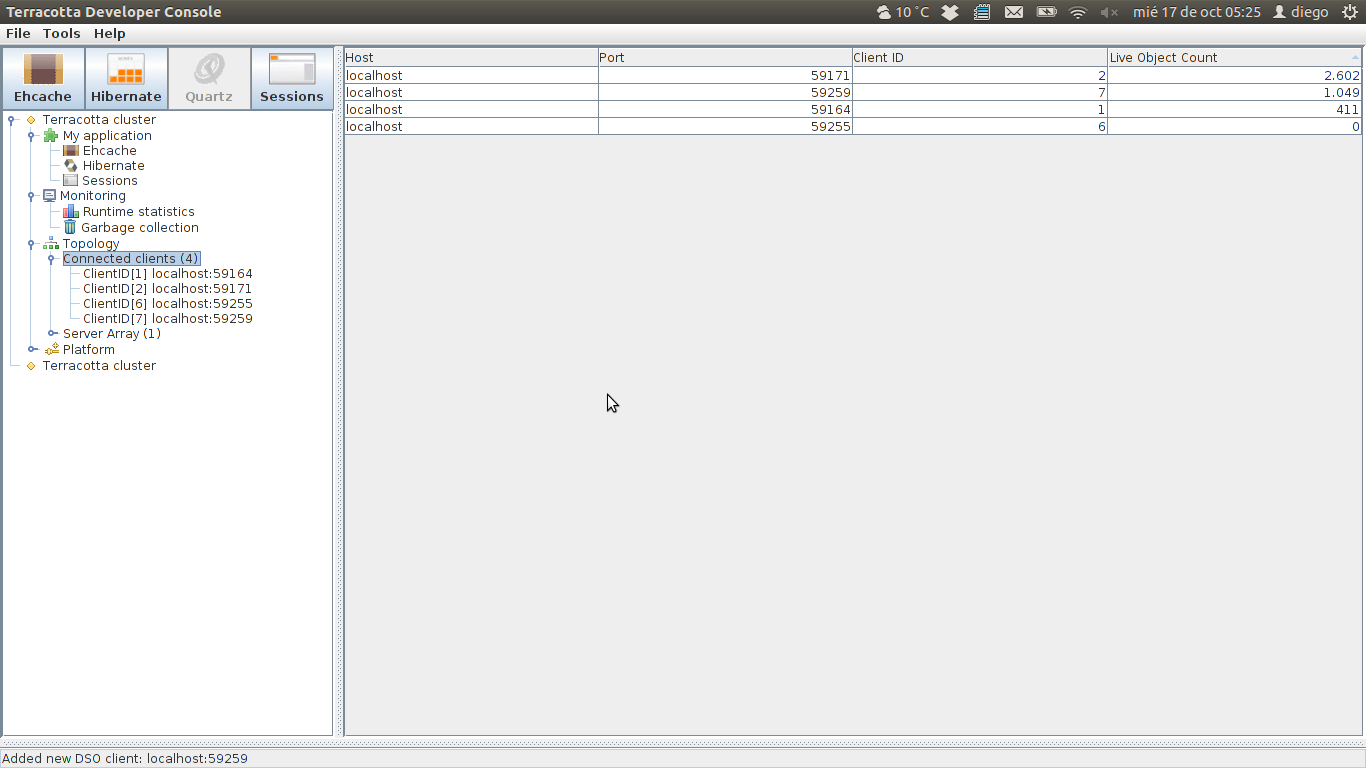 Terracotta Developer Console 10 °C mié 17 de oct 05:25 diego
File Tools Help
Ehcache Hibernate Quartz Sessions
Terracotta cluster
My application
Ehcache
Hibernate
Sessions
Monitoring
Runtime statistics
Garbage collection
Topology
Connected clients (4)
ClientID[1] localhost:59164
ClientID[2] localhost:59171
ClientID[6] localhost:59255
ClientID[7] localhost:59259
Server Array (1)
Platform
Terracotta cluster
Host Port Client ID Live Object Count
localhost 59171 2 2.602
localhost 59259 7 1.049
localhost 59164 1 411
localhost 59255 6 0
Added new DSO client: localhost:59259